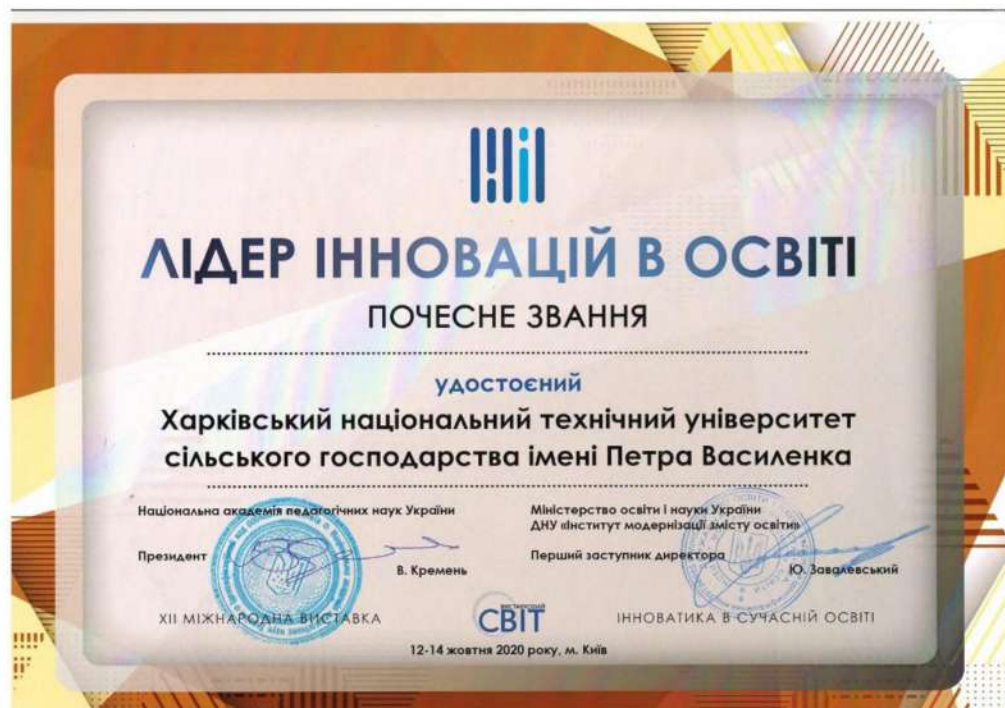 ЛІДЕР ІННОВАЦІЙ В ОСВІТІ
ПОЧЕСНЕ ЗВАННЯ
удостоєний
Харківський національний технічний університет
сільського господарства імені Петра Василенка
Національна академія педагогічних наук України
Президент
В. Кремень
Міністерство освіти і науки України
ДНУ «Інститут модернізації змісту освіти»
Перший заступник директора
Ю. Завалевський
XII МІЖНАРОДНА ВИСТАВКА
ВИСТАВКОВИЙ
СВІТ
ІННОВАТИКА В СУЧАСНІЙ ОСВІТІ
12-14 жовтня 2020 року, м. Київ